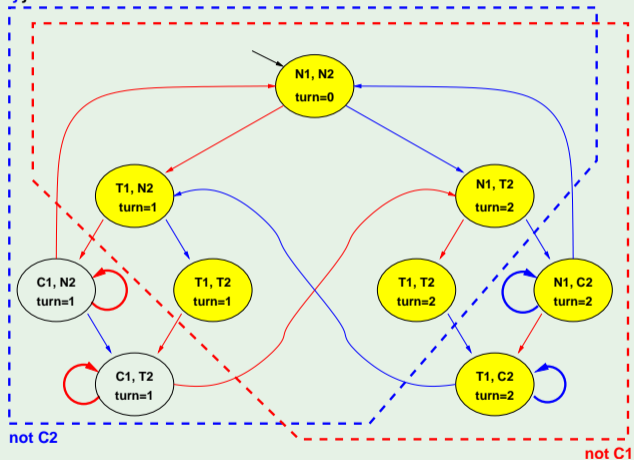 N1, N2
turn=0
T1, N2
turn=1
N1, T2
turn=2
C1, N2
turn=1
T1, T2
turn=1
T1, T2
turn=2
N1, C2
turn=2
C1, T2
turn=1
T1, C2
turn=2
not C2
not C1